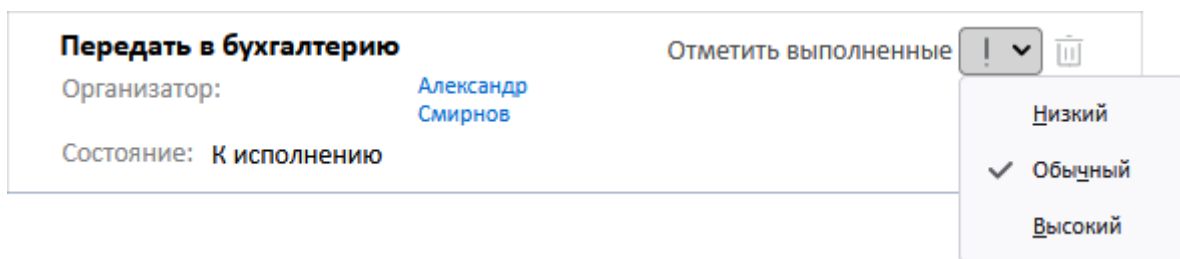 Передать в бухгалтерию
Отметить выполненные
Организатор:
Александр
Смирнов
Состояние: К исполнению
Низкий
Обычный
Высокий